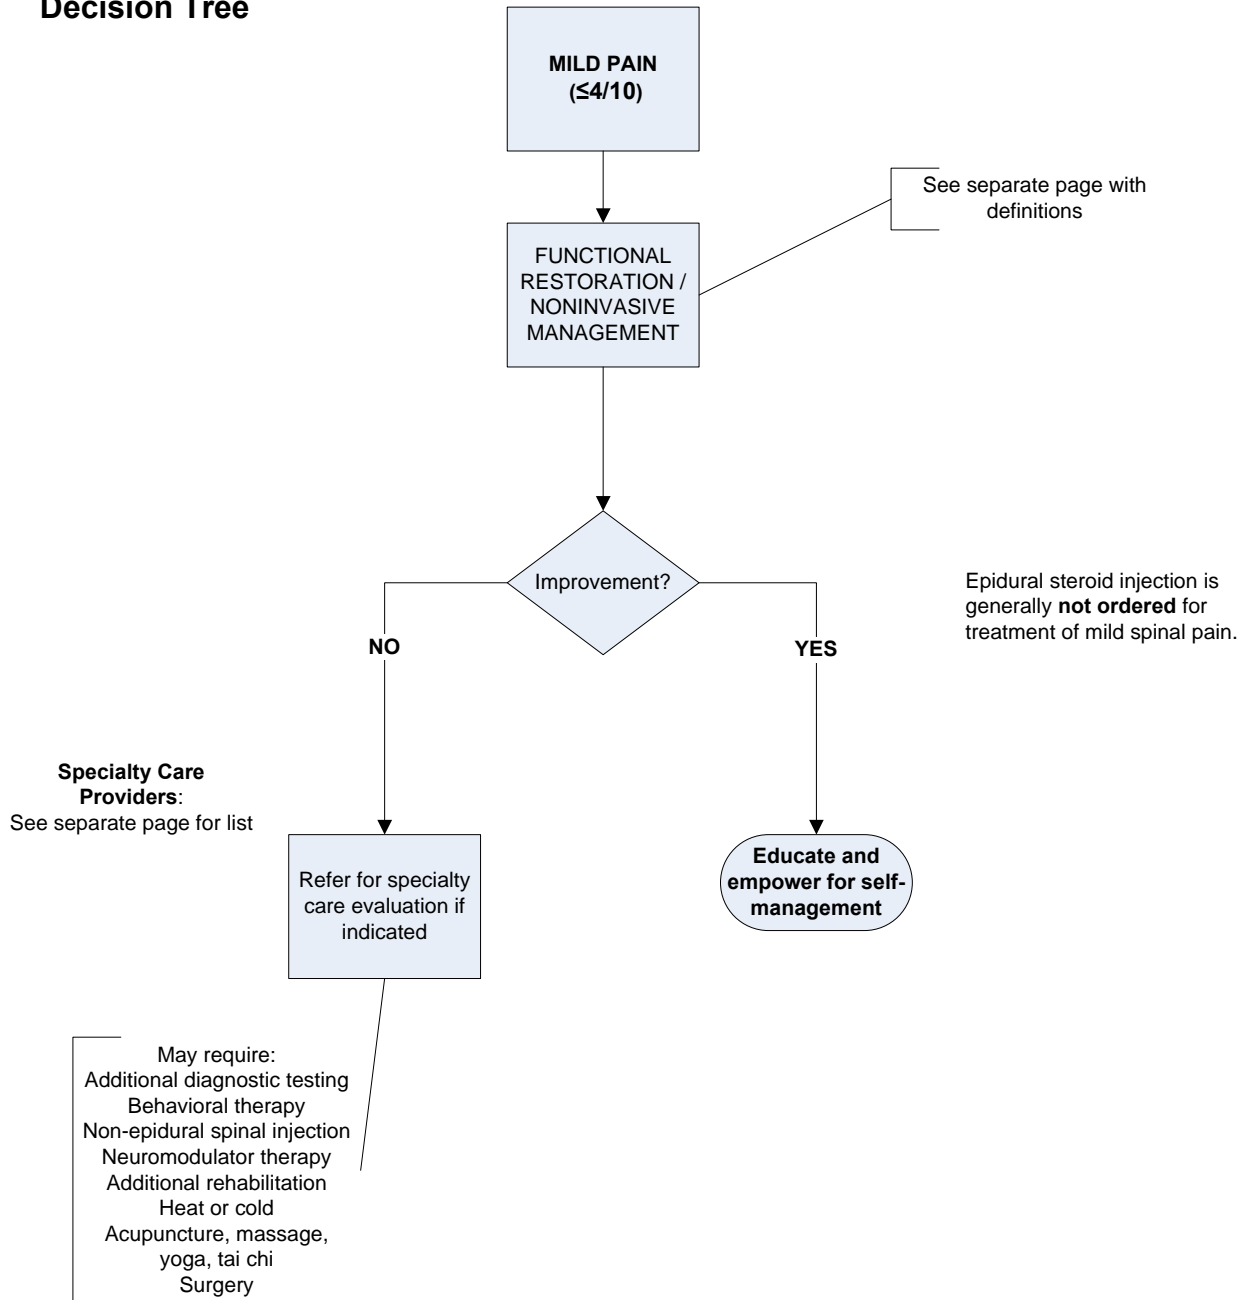 Decision Tree
MILD PAIN
(≤4/10)
See separate page with
definitions
FUNCTIONAL
RESTORATION /
NONINVASIVE
MANAGEMENT
Improvement?
Epidural steroid injection is
generally not ordered for
treatment of mild spinal pain.
NO
YES
Specialty Care
Providers:
See separate page for list
Refer for specialty
care evaluation if
indicated
Educate and
empower for self-
management
May require:
Additional diagnostic testing
Behavioral therapy
Non-epidural spinal injection
Neuromodulator therapy
Additional rehabilitation
Heat or cold
Acupuncture, massage,
yoga, tai chi
Surgery